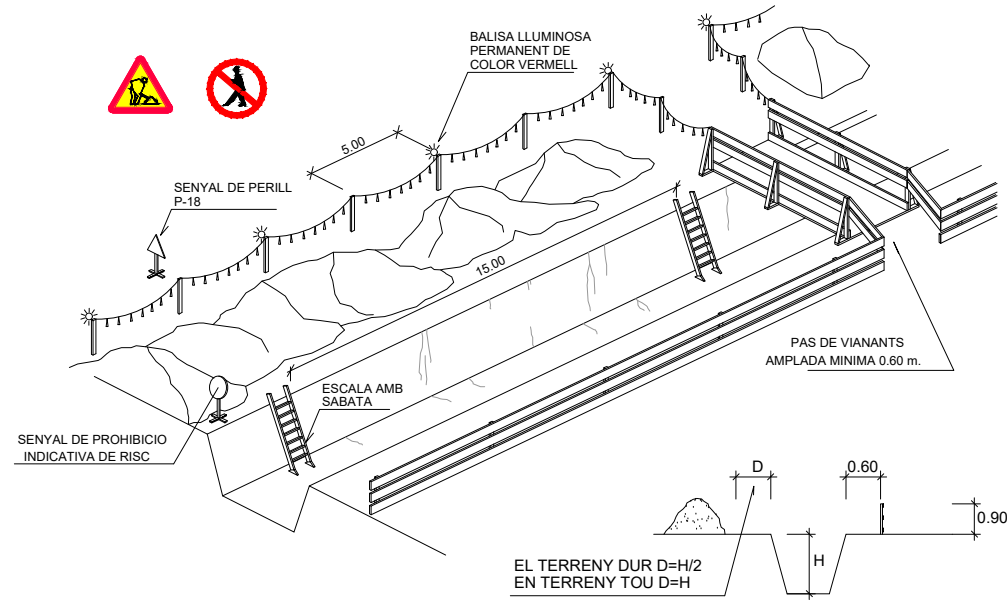 BALISA LLUMINOSA
PERMANENT DE
COLOR VERMELL
5.00
SENYAL DE PERILL
P-18
15.00
PAS DE VIANANTS
AMPLADA MINIMA 0.60 m.
ESCALA AMB
SABATA
SENYAL DE PROHIBICIO
INDICATIVA DE RISC
D
0.60
0.90
H
EL TERRENY DUR D=H/2
EN TERRENY TOU D=H